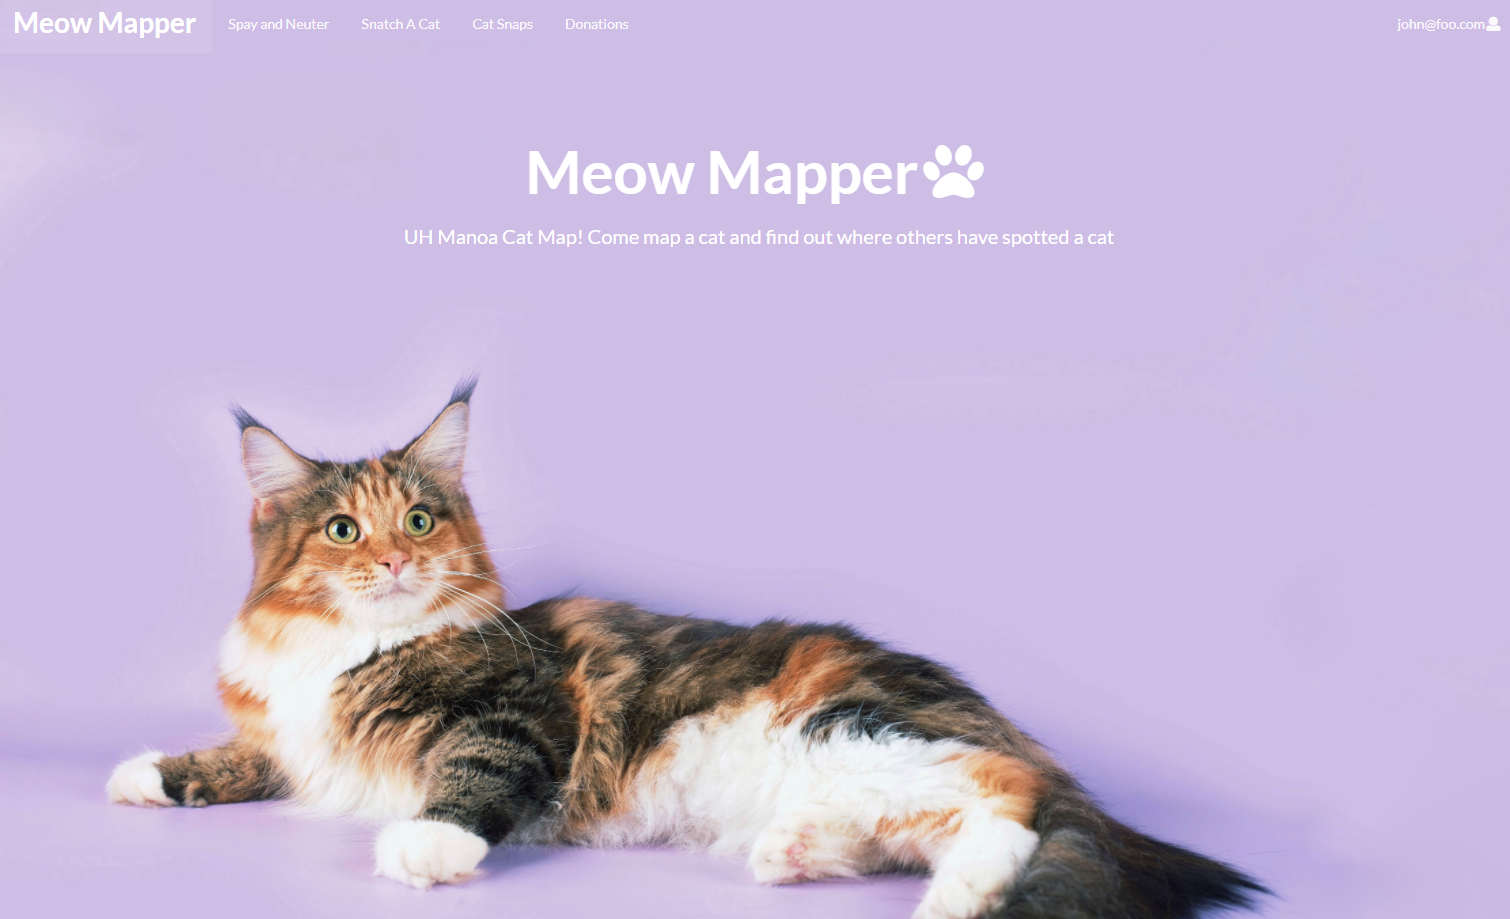 Meow Mapper Spay and Neuter Snatch A Cat Cat Snaps Donations john@foo.com
Meow Mapper
UH Manoa Cat Map! Come map a cat and find out where others have spotted a cat